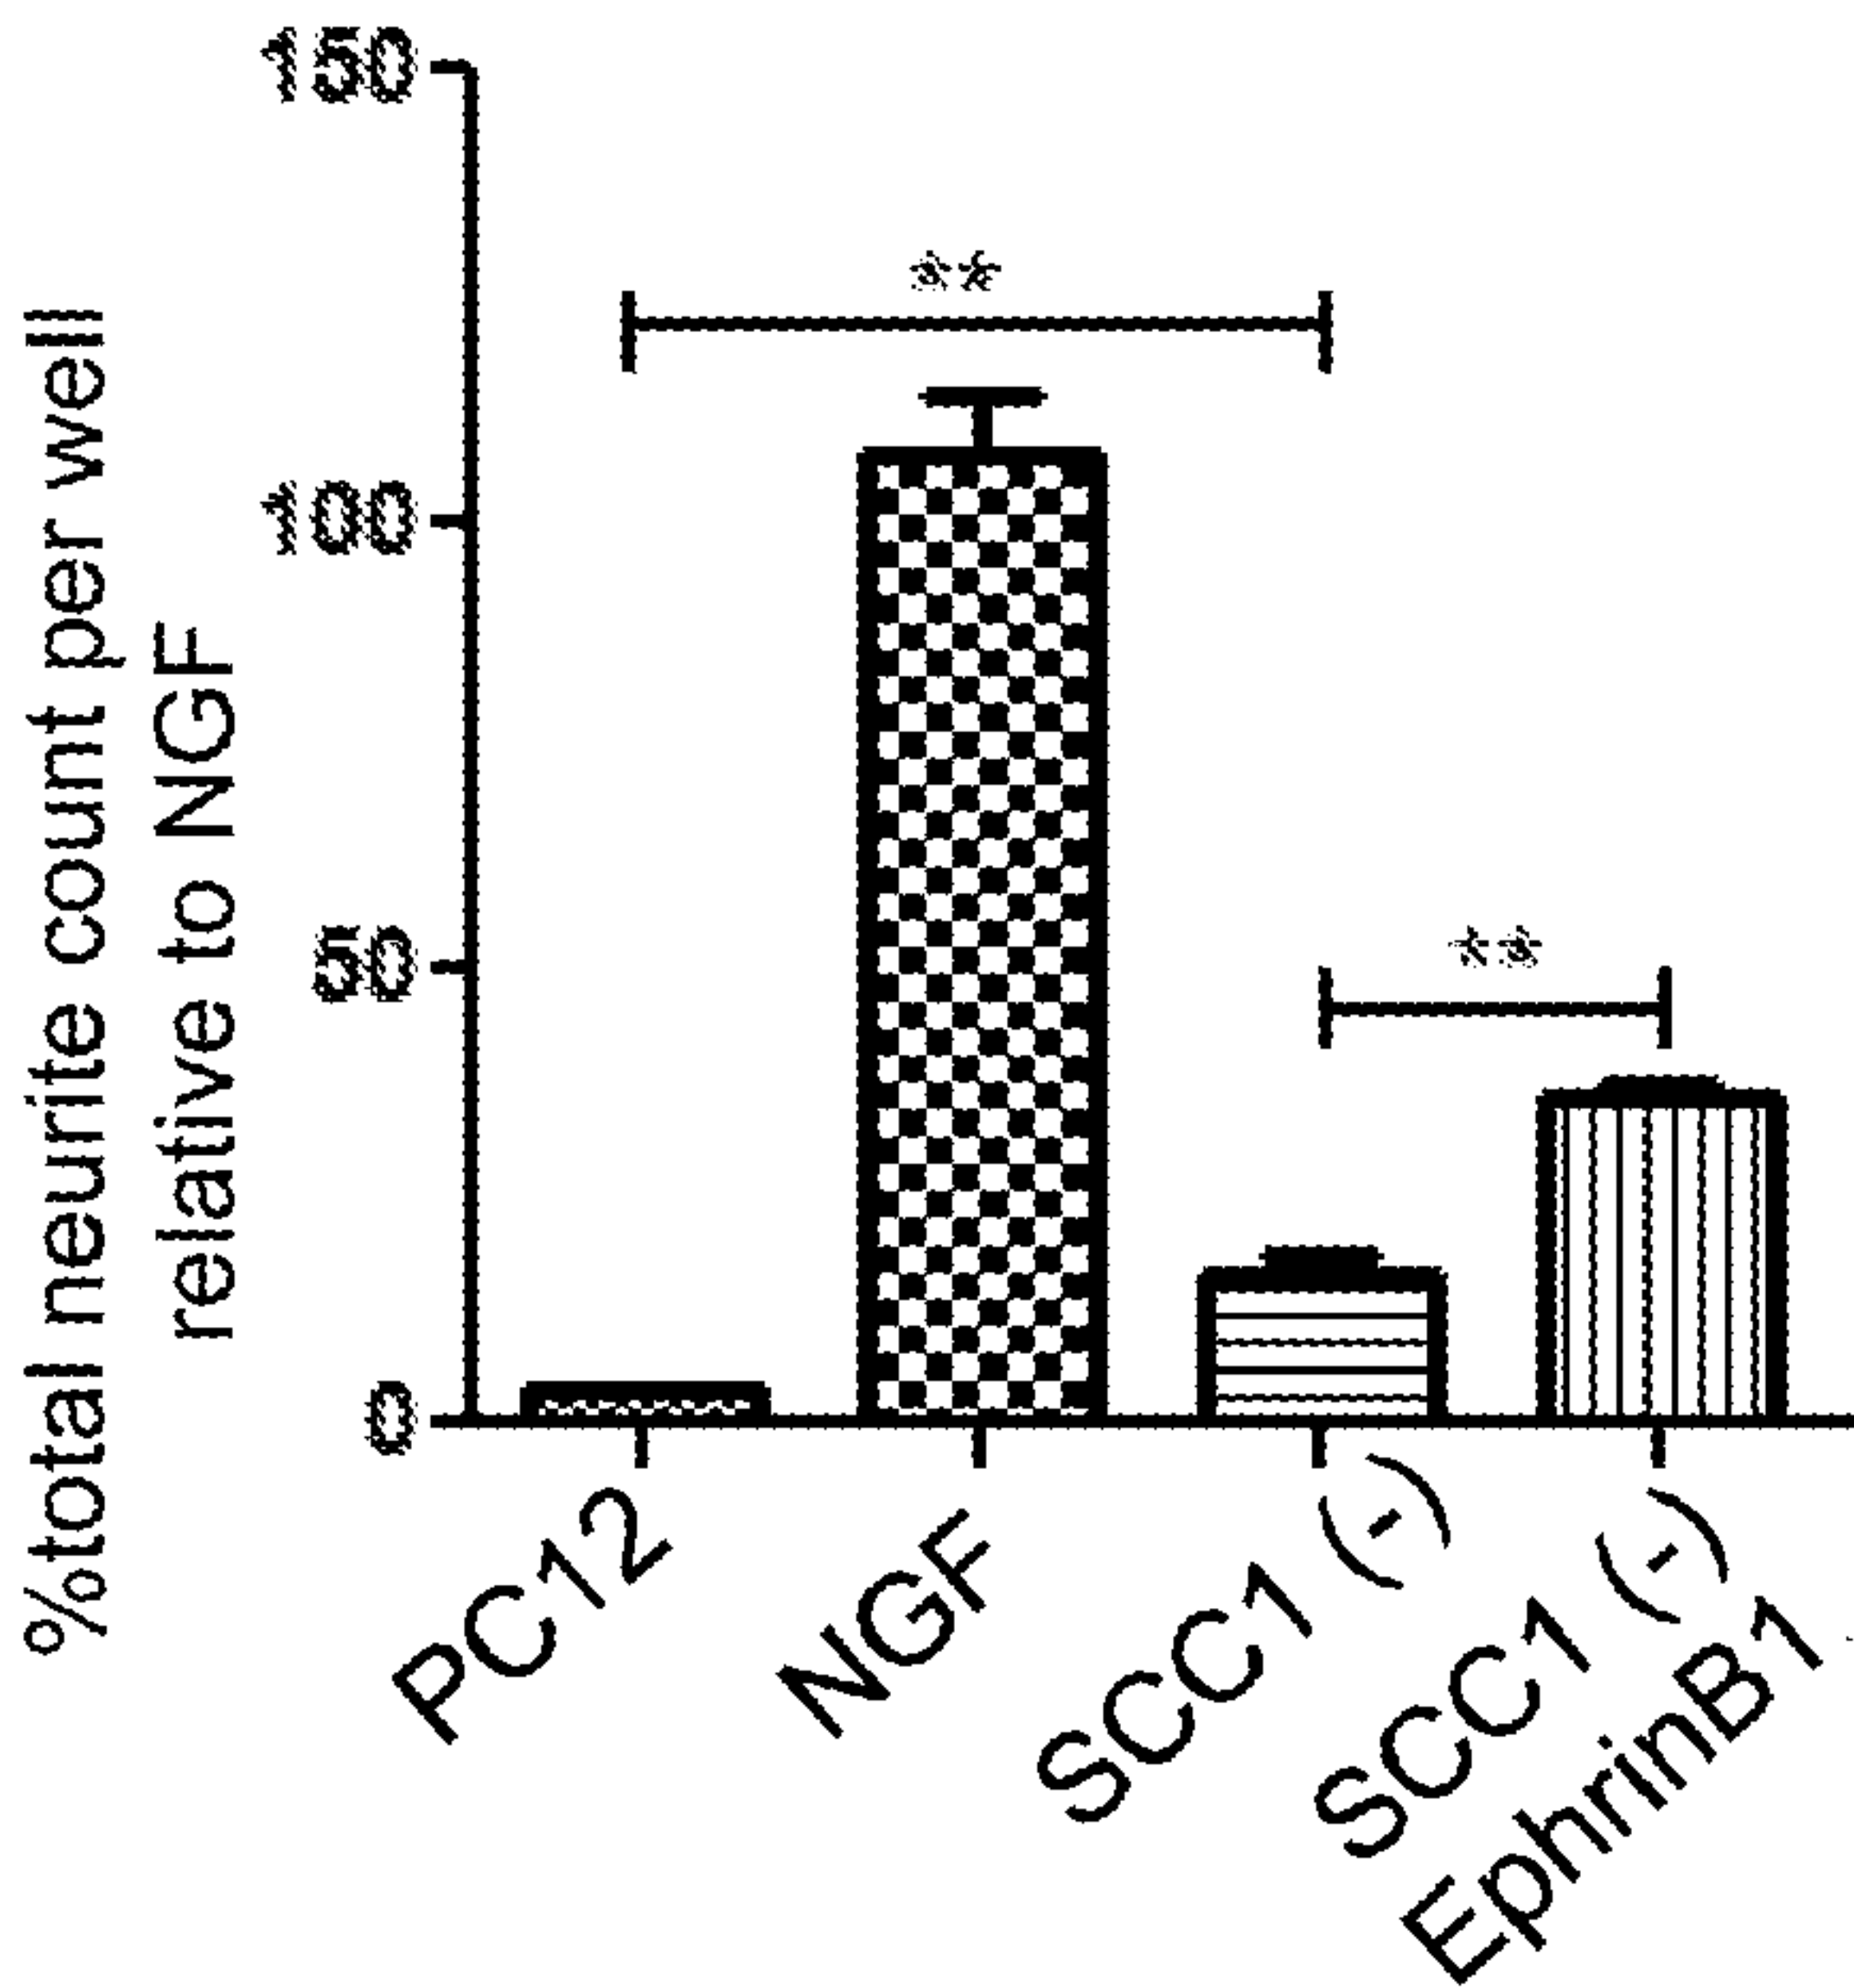 %total neurite count per well
relative to NGF
150
100
50
0
**
**
PC12
NGF
SCC1 (-)
SCC1 (-)
EphrinB1